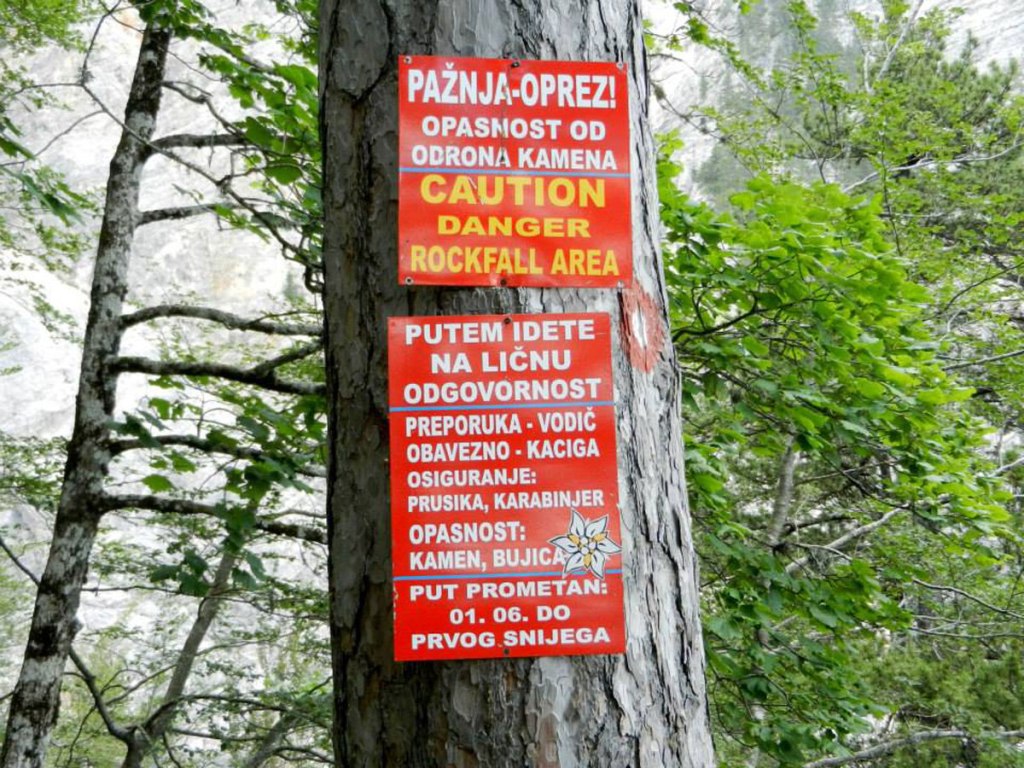 PAŽNJA-OPREZ!
OPASNOST OD
ODRONA KAMENA
CAUTION
DANGER
ROCKFALL AREA
PUTEM IDETE
NA LIČNU
ODGOVORNOST
PREPORUKA - VODIČ
OBAVEZNO - KACIGA
OSIGURANJE:
PRUSIKA, KARABINJER
OPASNOST:
KAMEN, BUJICA
PUT PROMETAN:
01. 06. DO
PRVOG SNIJEGA